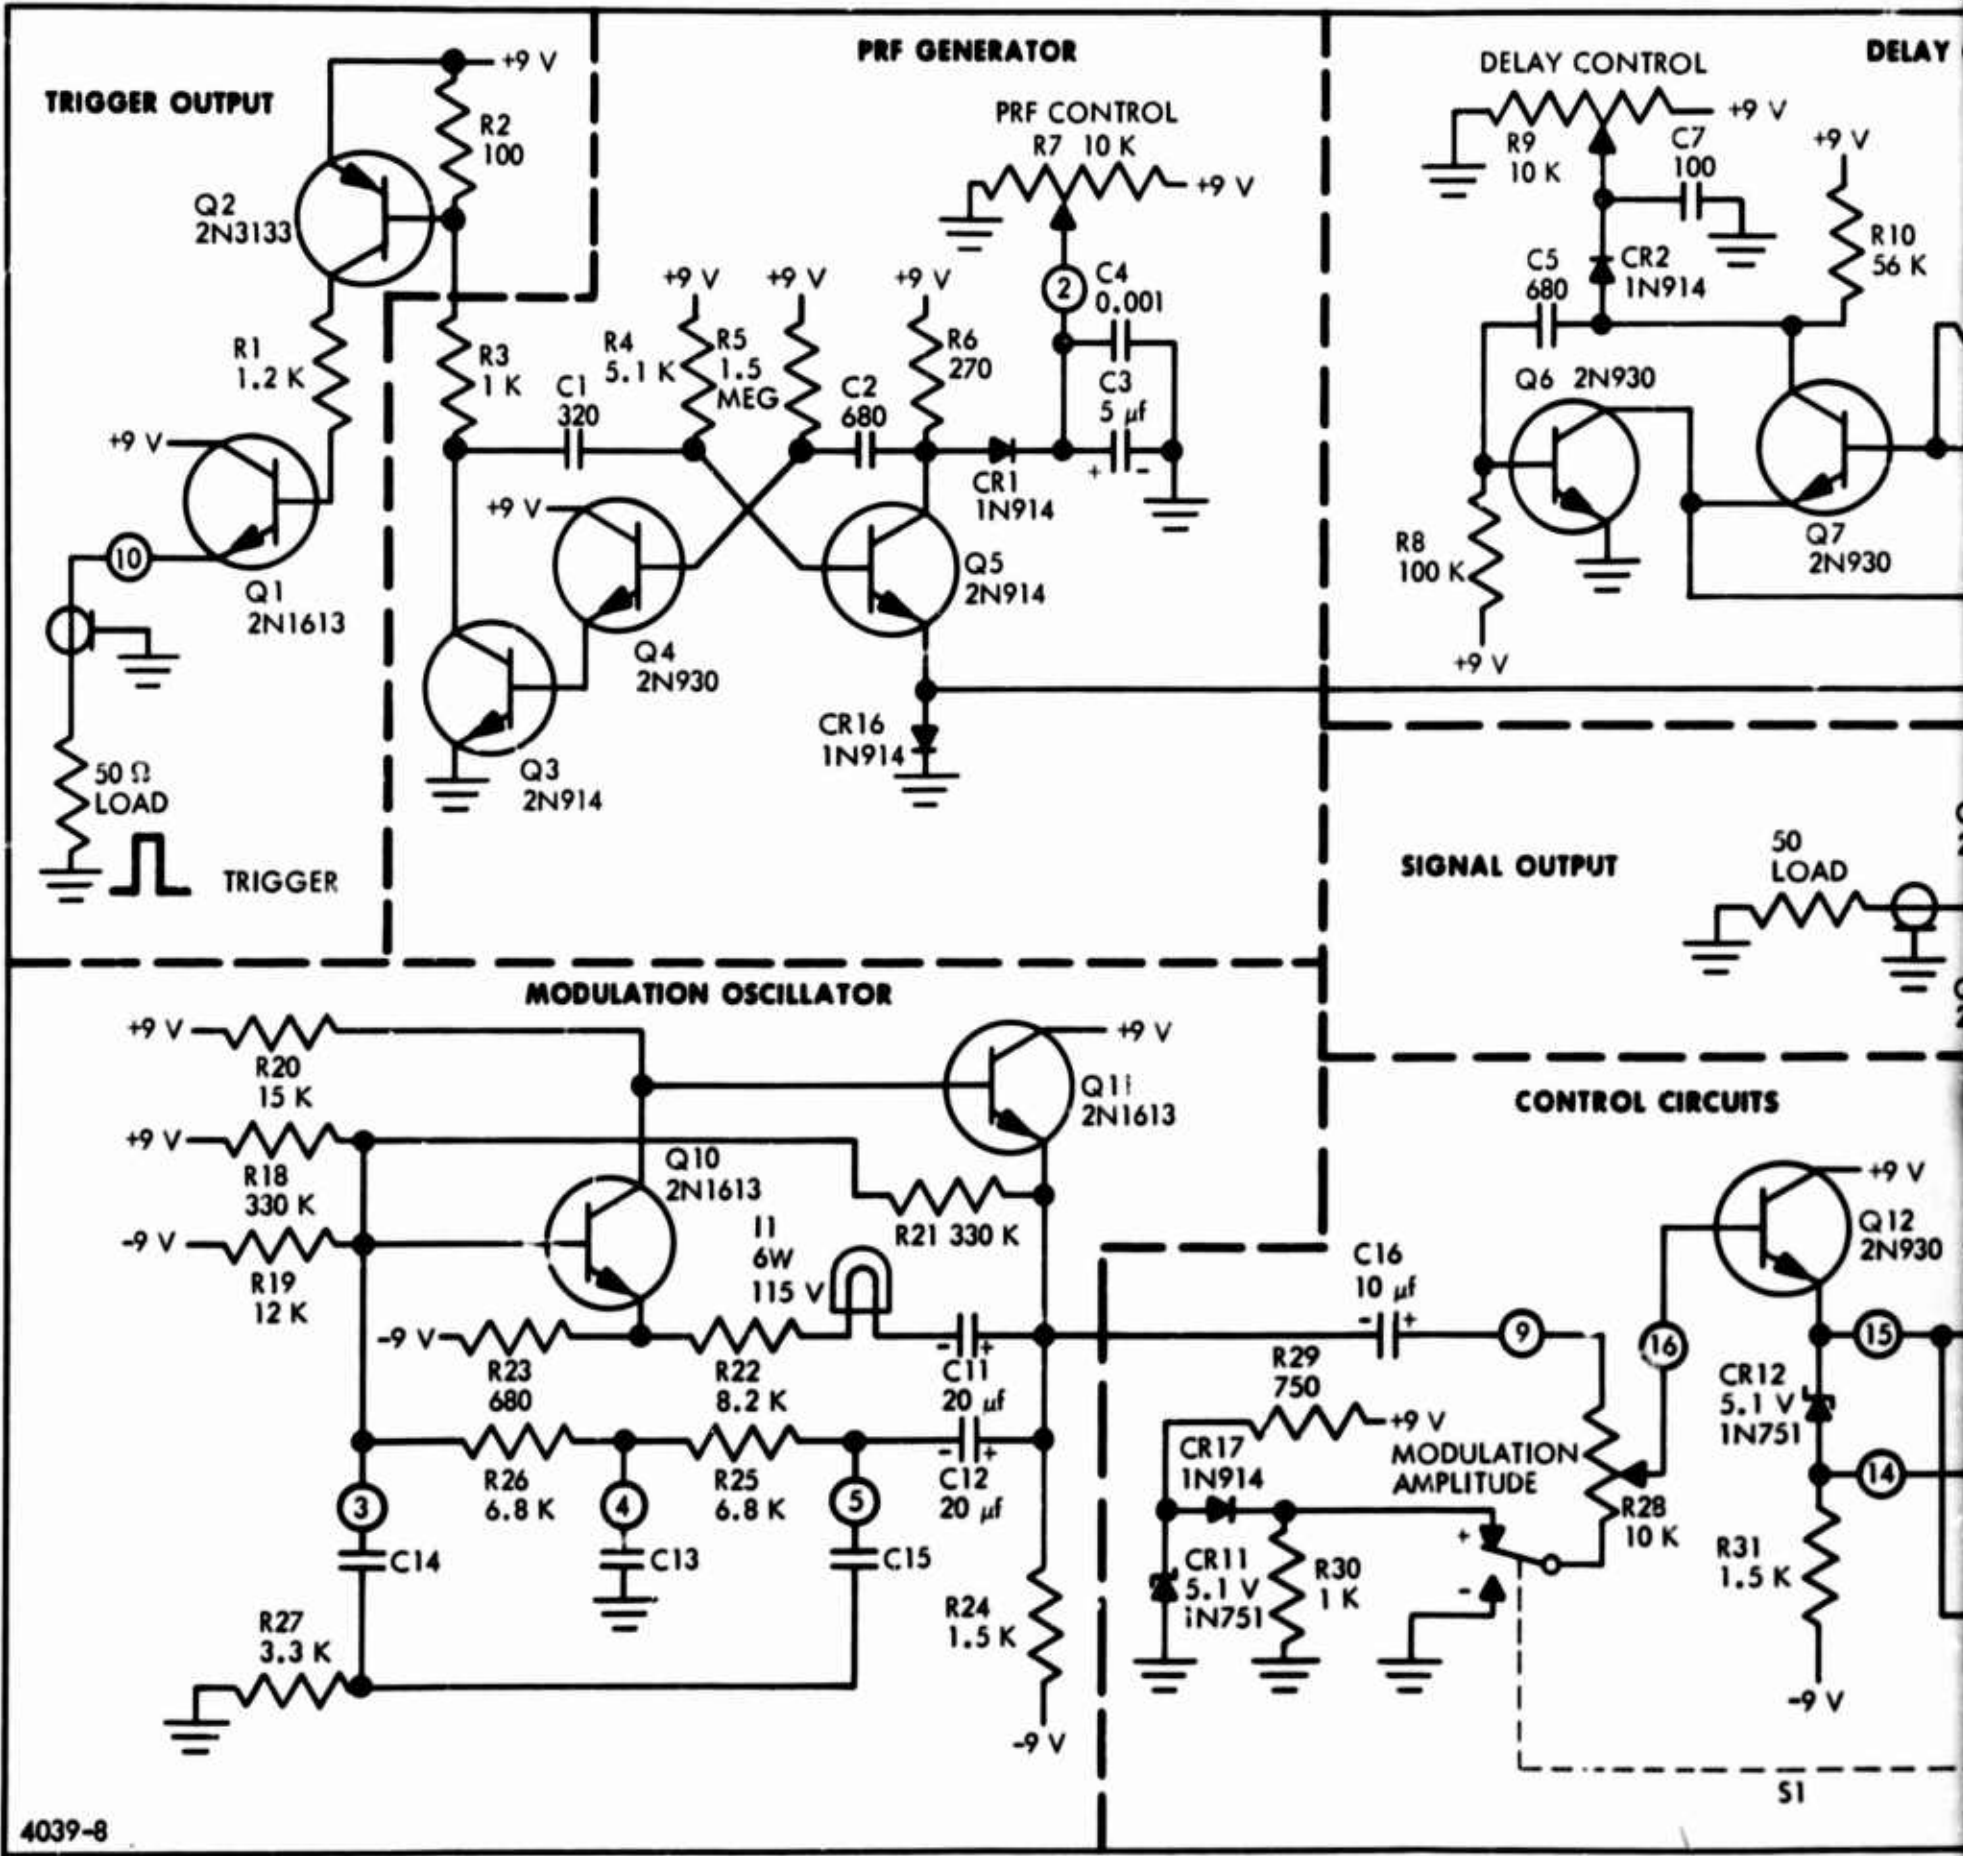 TRIGGER OUTPUT
+9 V
R2
100
Q2
2N3133
R1
1.2 K
+9 V
10
Q1
2N1613
50 Ω
LOAD
TRIGGER
PRF GENERATOR
PRF CONTROL
R7 10 K
+9 V
2
C4
0.001
+9 V
+9 V
+9 V
R3
1 K
C1
320
R4
5.1 K
R5
1.5
MEG
C2
680
R6
270
C3
5 µf
+ -
CR1
1N914
+9 V
Q4
2N930
Q5
2N914
Q3
2N914
CR16
1N914
DELAY
DELAY CONTROL
+9 V
R9
10 K
C7
100
+9 V
R10
56 K
C5
680
CR2
1N914
Q6 2N930
R8
100 K
+9 V
Q7
2N930
SIGNAL OUTPUT
50
LOAD
MODULATION OSCILLATOR
+9 V
R20
15 K
+9 V
R18
330 K
-9 V
R19
12 K
Q10
2N1613
+9 V
Q11
2N1613
R21 330 K
I1
6W
115 V
-9 V
R23
680
R22
8.2 K
- +
C11
20 µf
R26
6.8 K
R25
6.8 K
- +
C12
20 µf
3
4
5
C14
C13
C15
R27
3.3 K
R24
1.5 K
-9 V
CONTROL CIRCUITS
+9 V
Q12
2N930
C16
10 µf
- +
9
16
15
R29
750
+9 V
CR17
1N914
MODULATION
AMPLITUDE
R28
10 K
CR12
5.1 V
1N751
14
CR11
5.1 V
1N751
R30
1 K
+
-
R31
1.5 K
-9 V
S1
4039-8